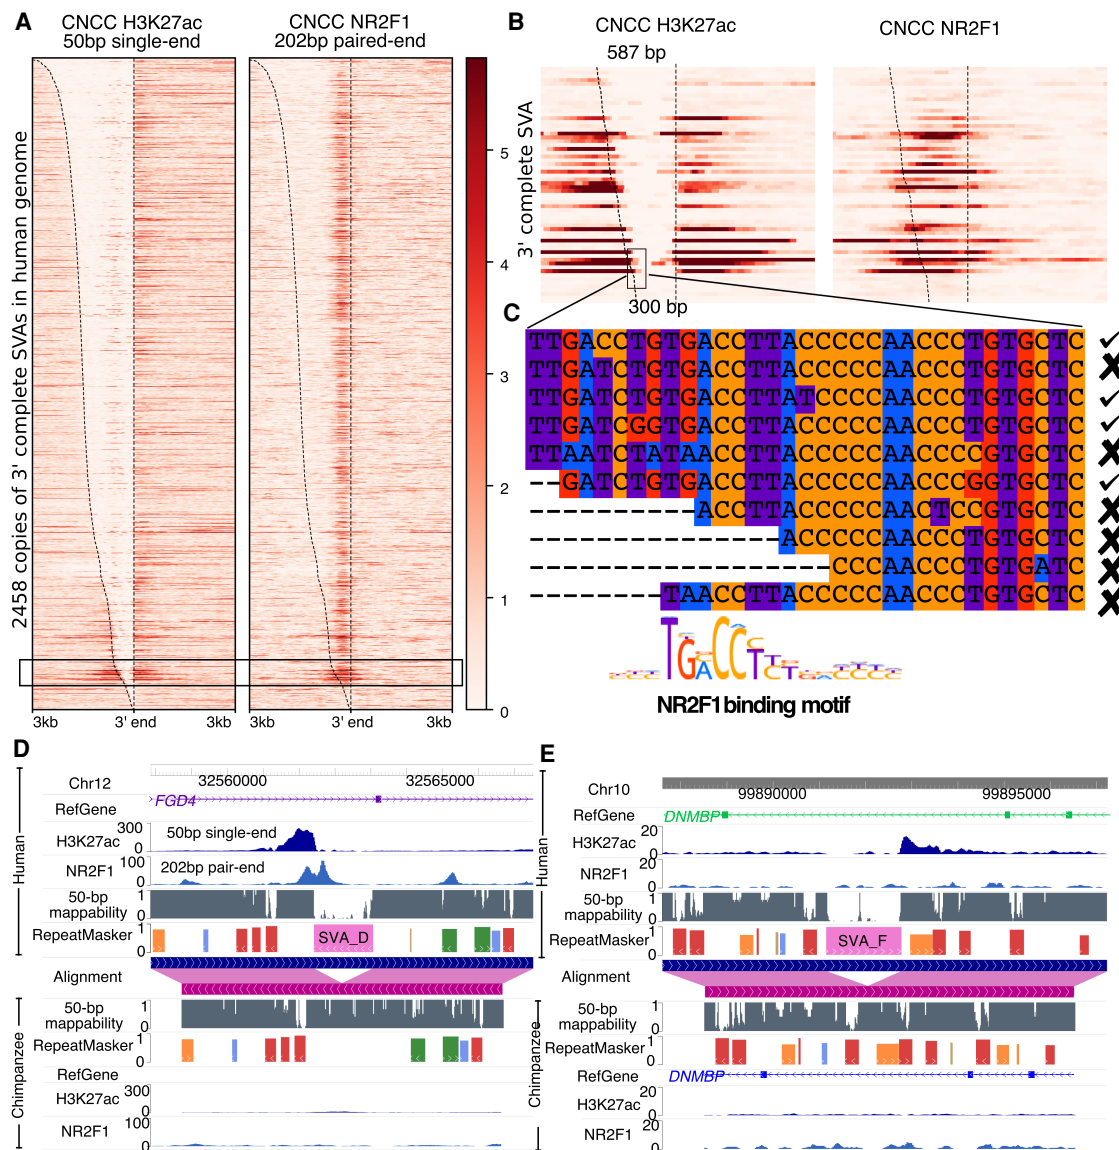 A
CNCC H3K27ac
50bp single-end
CNCC NR2F1
202bp paired-end
2458 copies of 3' complete SVAs in human genome
5
4
3
2
1
0
3kb
3' end
3kb
3kb
3' end
3kb
B
CNCC H3K27ac
CNCC NR2F1
587 bp
3' complete SVA
300 bp
C
TTGACCTGTGACCTTACCCCCAACCCTGTGCTC
TTGATCTGTGACCTTACCCCCAACCCTGTGCTC
TTGATCTGTGACCTTATCCCCAACCCTGTGCTC
TTGATCGGTGACCTTACCCCCAACCCTGTGCTC
TTAATCTATAACCTTACCCCCAACCCCGTGCTC
--GATCTGTGACCTTACCCCCAACCCGGTGCTC
----------ACCTTACCCCCAACTCCGTGCTC
---------------ACCCCCAACCCTGTGCTC
------------------CCCAACCCTGTGATC
--------TAACCTTACCCCCAACCCTGTGCTC
NR2F1 binding motif
D
Human
Chr12
32560000
32565000
RefGene
FGD4
H3K27ac
300
0
50bp single-end
NR2F1
100
0
202bp pair-end
50-bp
mappability
1
0
RepeatMasker
1
0
SVA_D
Alignment
Chimpanzee
50-bp
mappability
1
0
RepeatMasker
1
0
RefGene
H3K27ac
300
0
NR2F1
100
0
E
Human
Chr10
99890000
99895000
RefGene
DNMBP
H3K27ac
20
0
NR2F1
20
0
50-bp
mappability
1
0
RepeatMasker
1
0
SVA_F
Alignment
Chimpanzee
50-bp
mappability
1
0
RepeatMasker
1
0
RefGene
DNMBP
H3K27ac
20
0
NR2F1
20
0